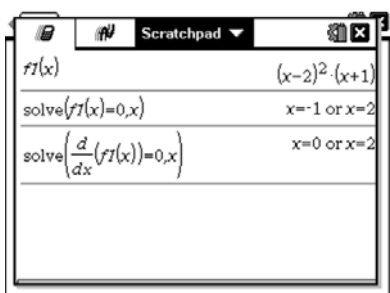 Scratchpad
f1(x) (x−2)²·(x+1)
solve(f1(x)=0,x) x=-1 or x=2
solve(d/dx(f1(x))=0,x) x=0 or x=2